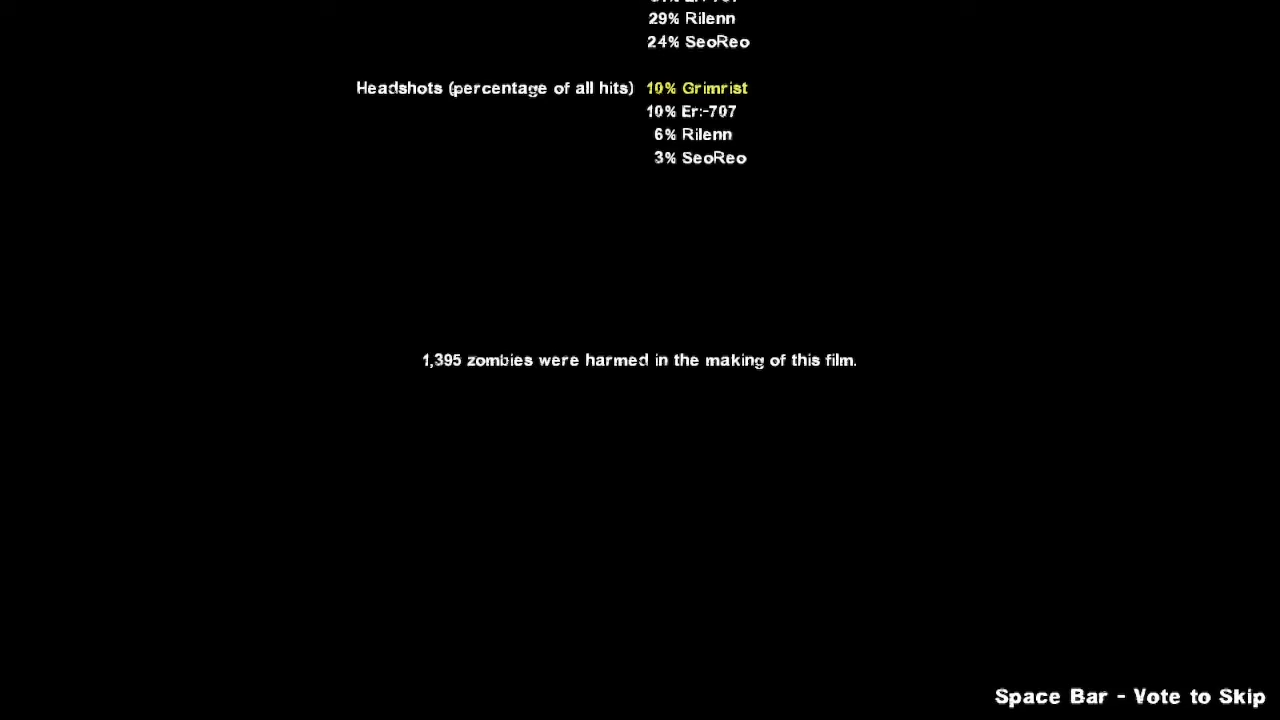 29% Rilenn
24% SeoReo
Headshots (percentage of all hits) 10% Grimrist
10% Er:-707
6% Rilenn
3% SeoReo
1,395 zombies were harmed in the making of this film.
Space Bar - Vote to Skip